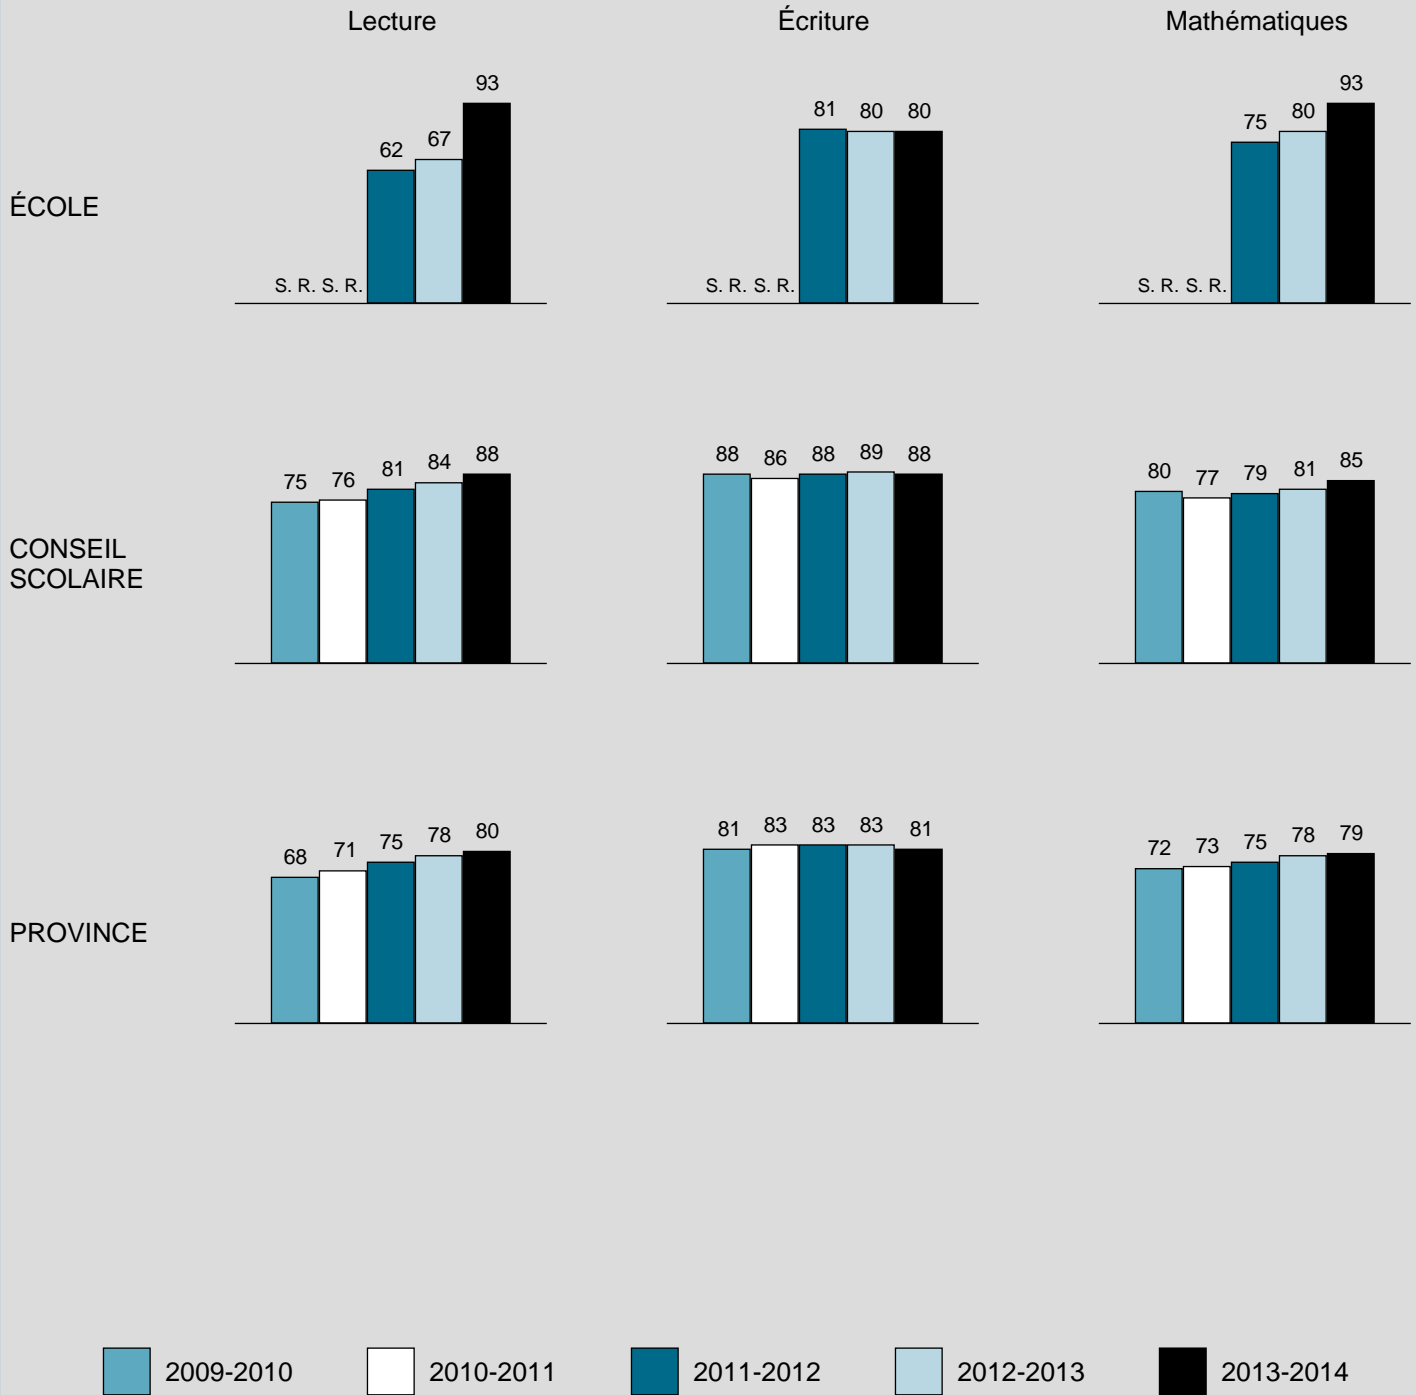 Lecture Écriture Mathématiques
ÉCOLE
S. R. S. R. 62 67 93
S. R. S. R. 81 80 80
S. R. S. R. 75 80 93
CONSEIL
SCOLAIRE
75 76 81 84 88
88 86 88 89 88
80 77 79 81 85
PROVINCE
68 71 75 78 80
81 83 83 83 81
72 73 75 78 79
2009-2010 2010-2011 2011-2012 2012-2013 2013-2014